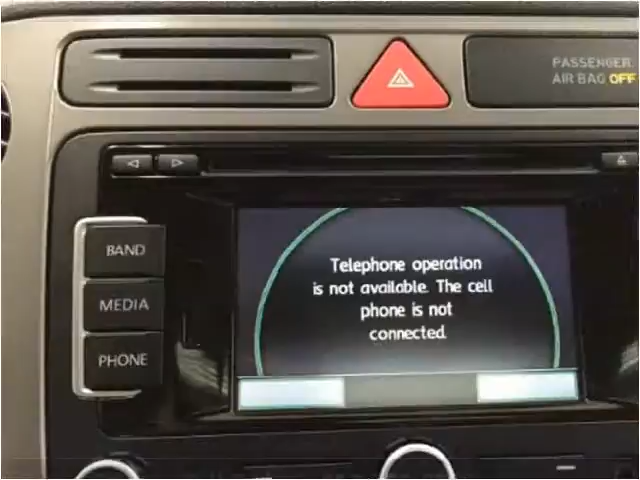 PASSENGER
AIR BAG OFF
BAND
MEDIA
PHONE
Telephone operation
is not available. The cell
phone is not
connected.